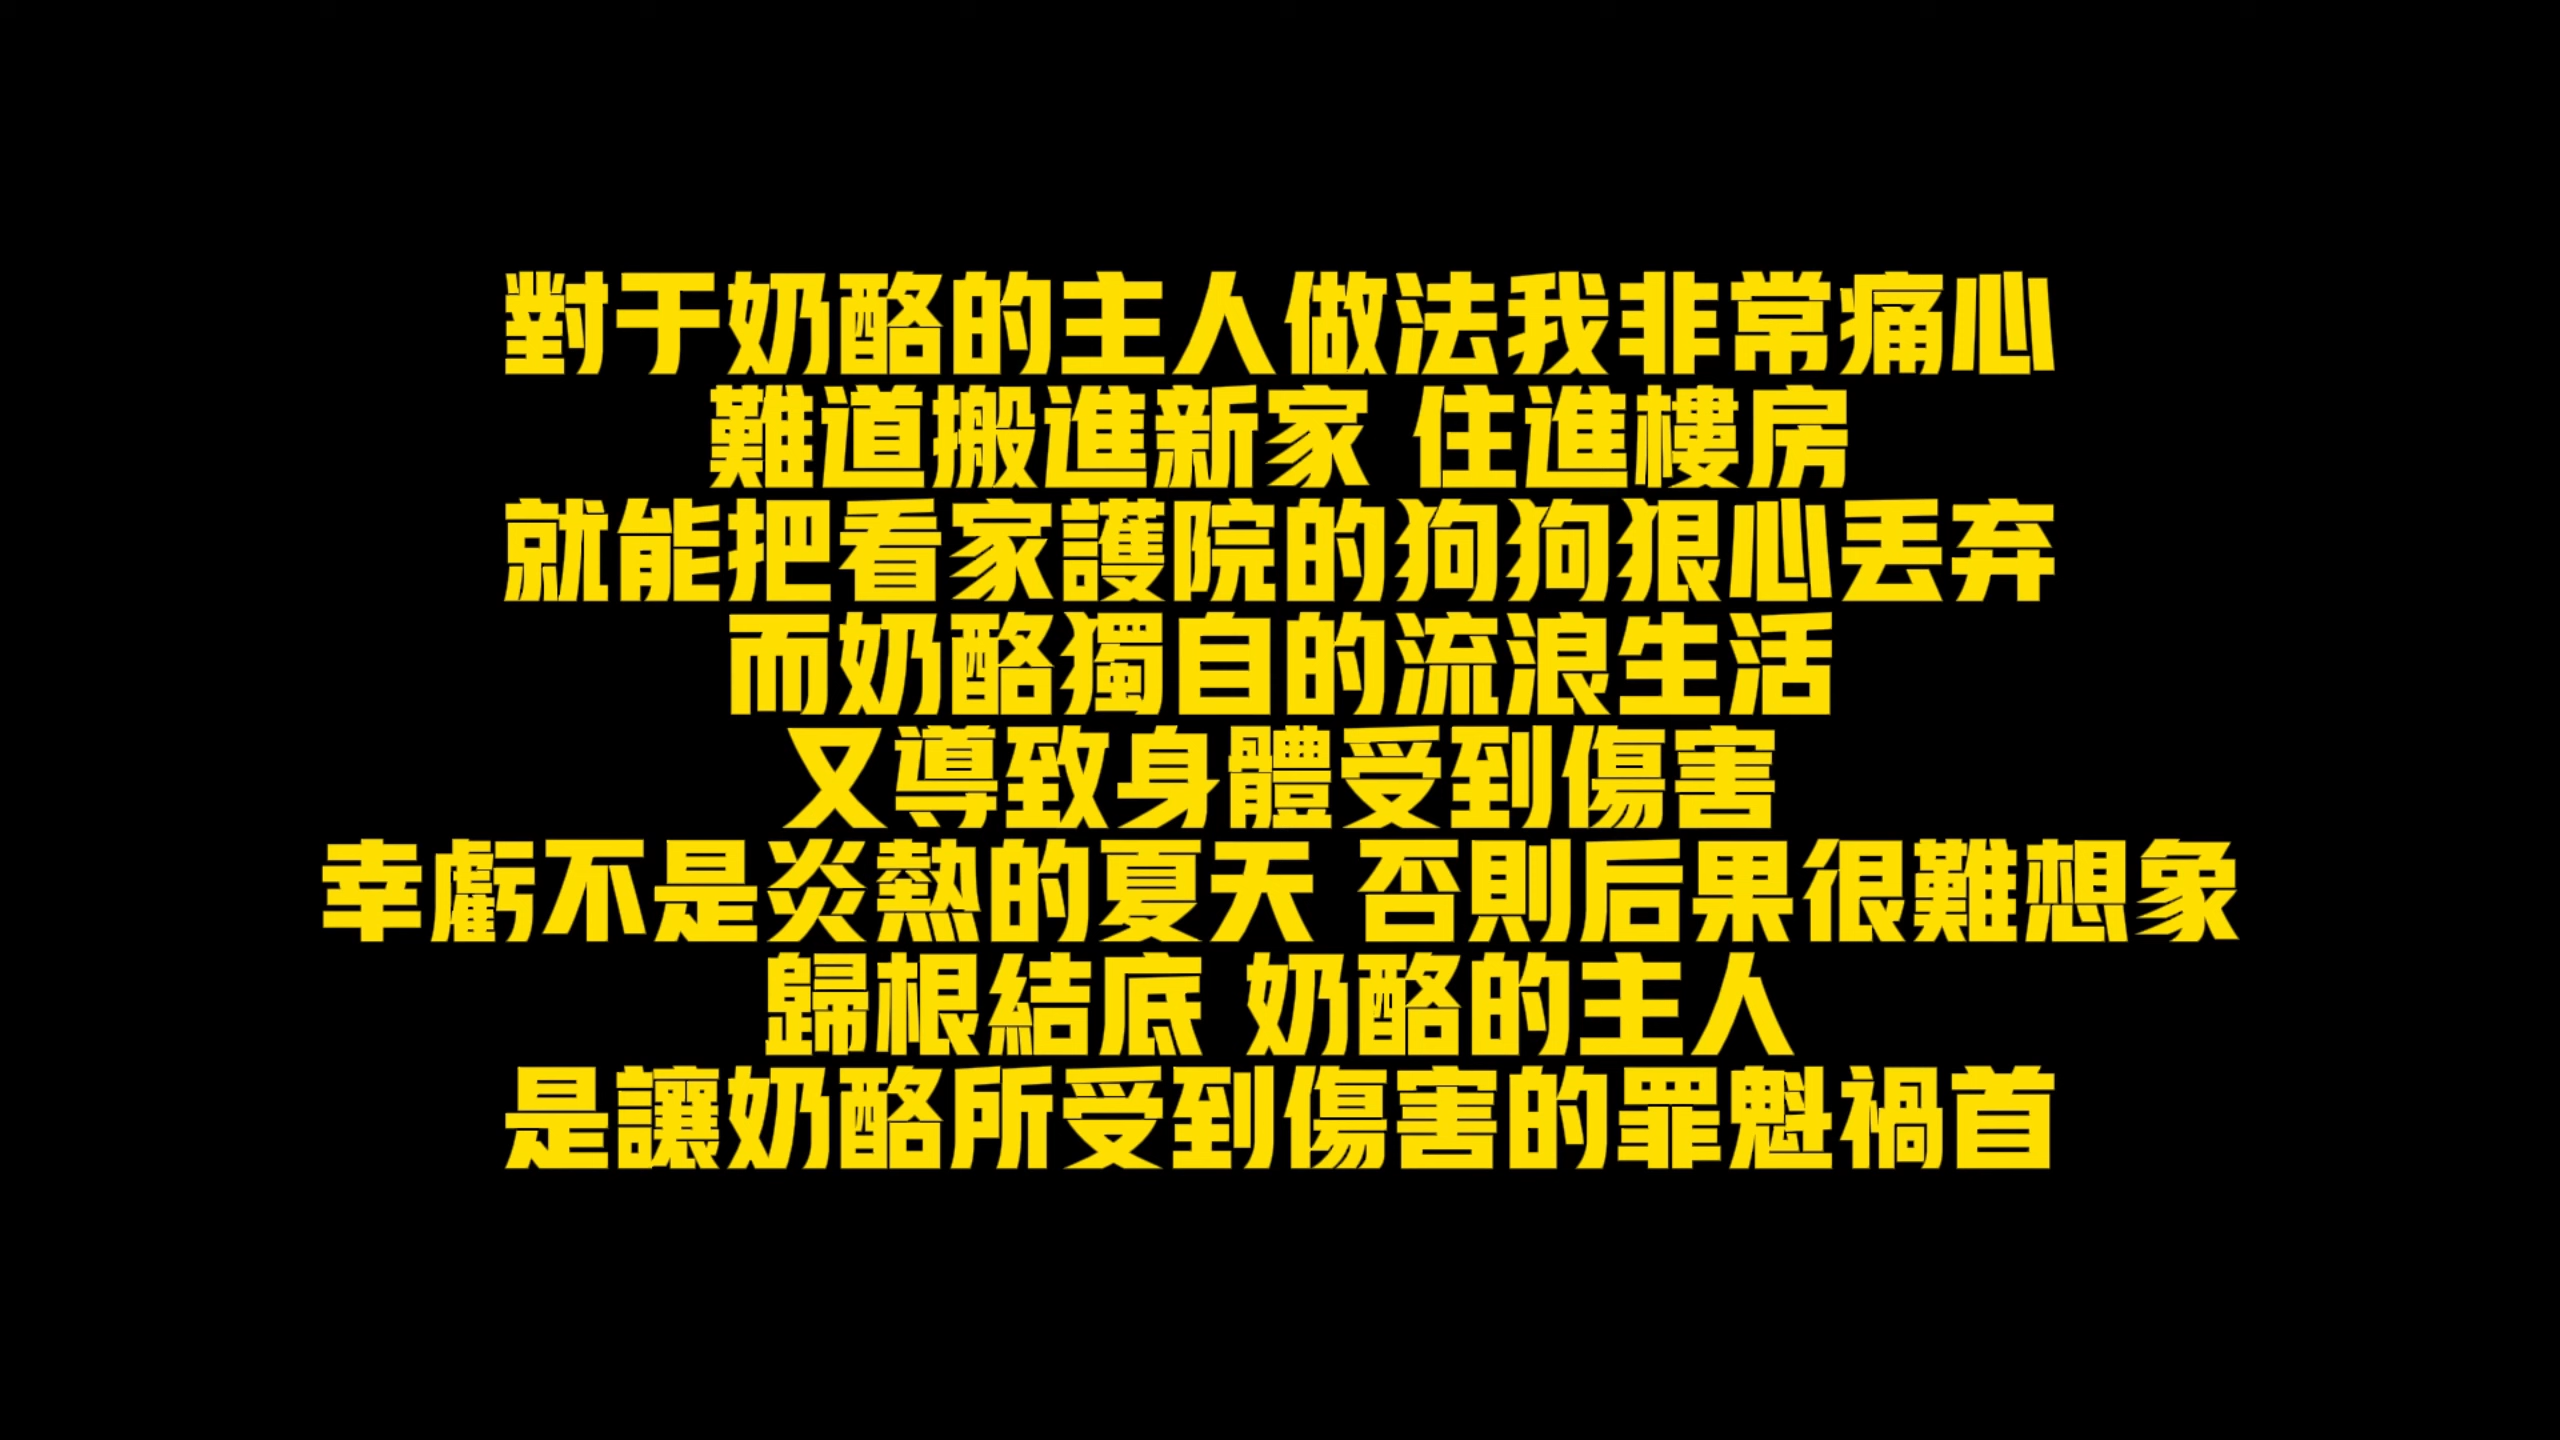 對于奶酪的主人做法我非常痛心
難道搬進新家 住進樓房
就能把看家護院的狗狗狠心丟弃
而奶酪獨自的流浪生活
又導致身體受到傷害
幸虧不是炎熱的夏天 否則后果很難想象
歸根結底 奶酪的主人
是讓奶酪所受到傷害的罪魁禍首